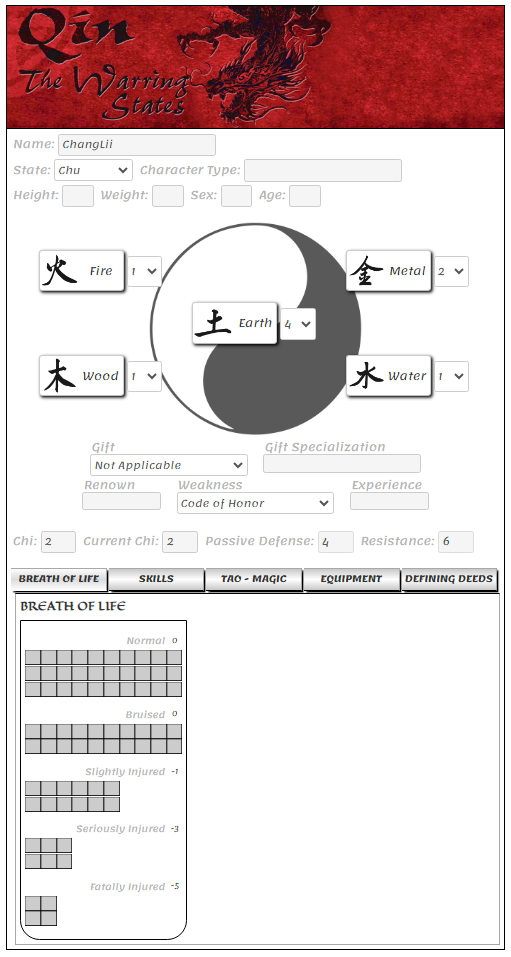 Qin
The Warring
States
Name: ChangLii
State: Chu Character Type:
Height: Weight: Sex: Age:
火 Fire 1
金 Metal 2
土 Earth 4
木 Wood 1
水 Water 1
Gift Gift Specialization
Not Applicable
Renown Weakness Experience
Code of Honor
Chi: 2 Current Chi: 2 Passive Defense: 4 Resistance: 6
BREATH OF LIFE SKILLS TAO - MAGIC EQUIPMENT DEFINING DEEDS
BREATH OF LIFE
Normal 0
Bruised 0
Slightly Injured -1
Seriously Injured -3
Fatally Injured -5